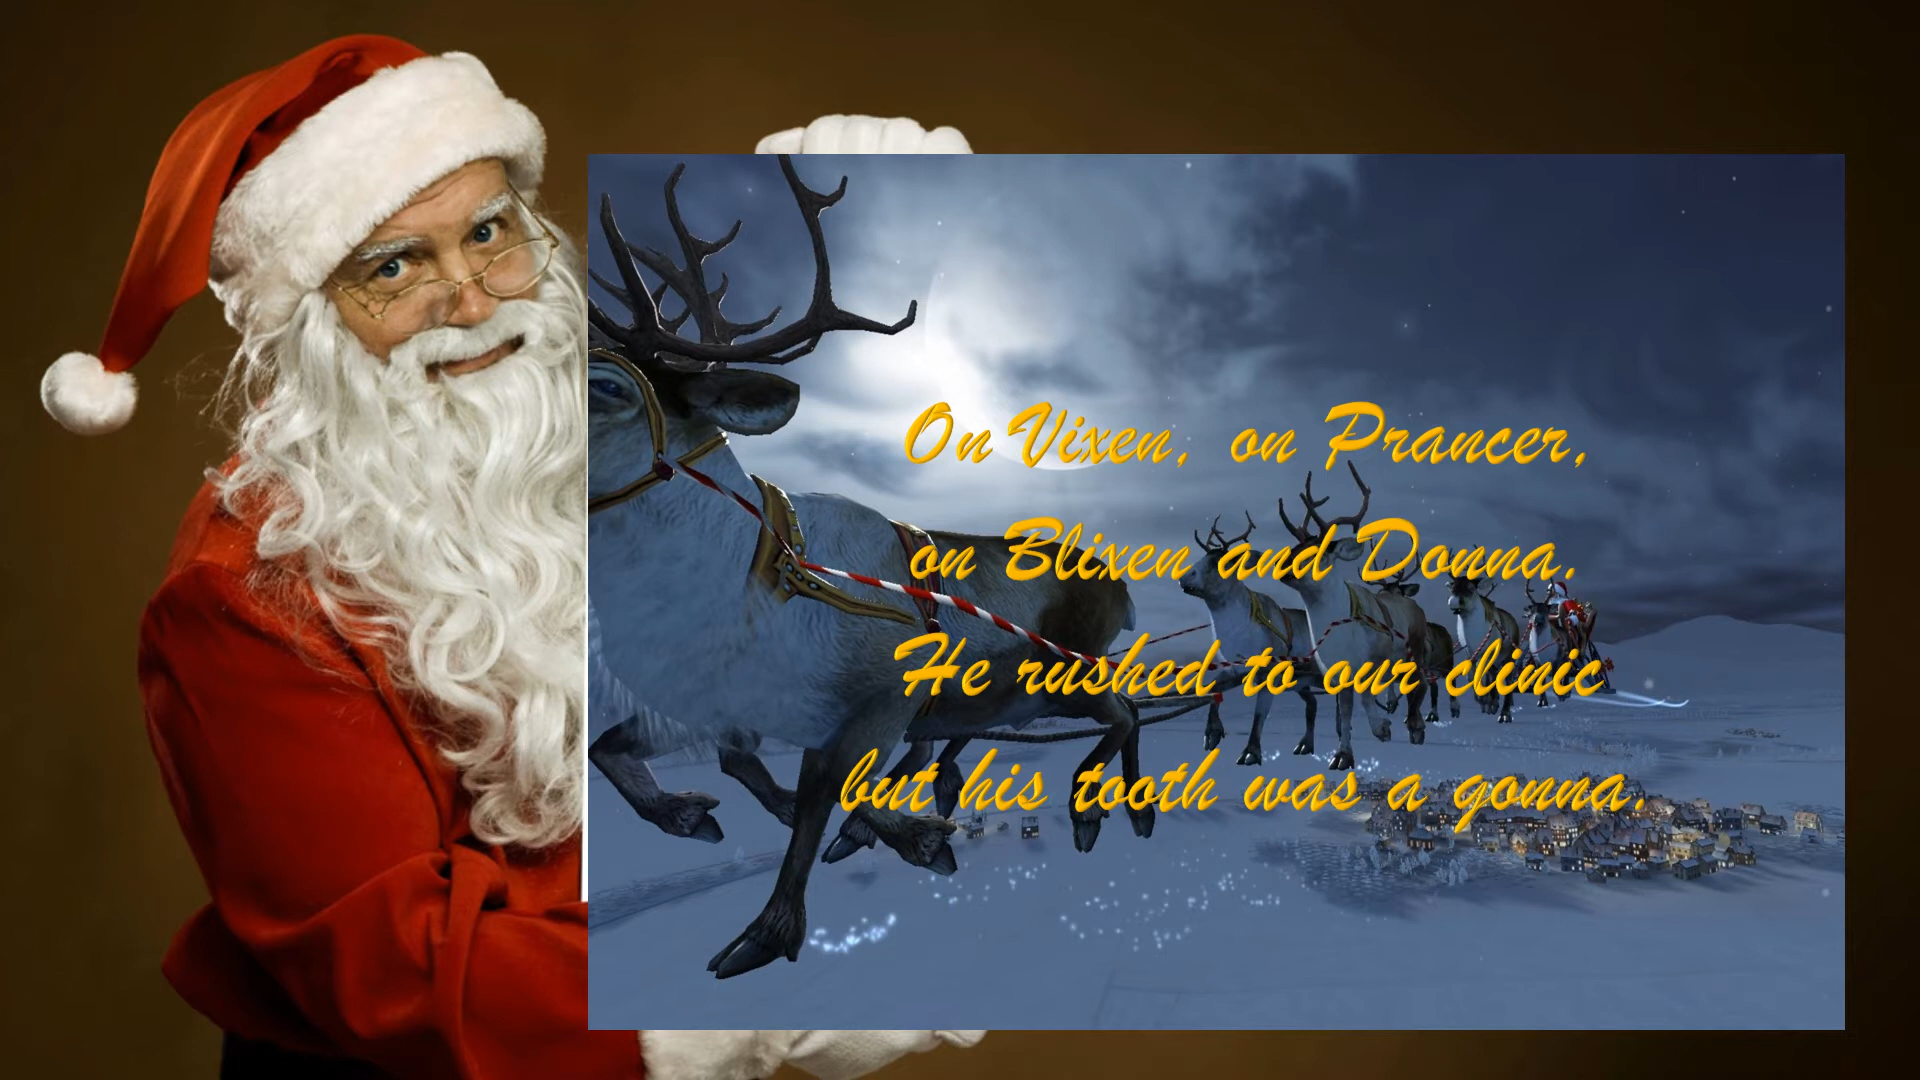 On Vixen, on Prancer,
on Blixen and Donna.
He rushed to our clinic
but his tooth was a gonna.